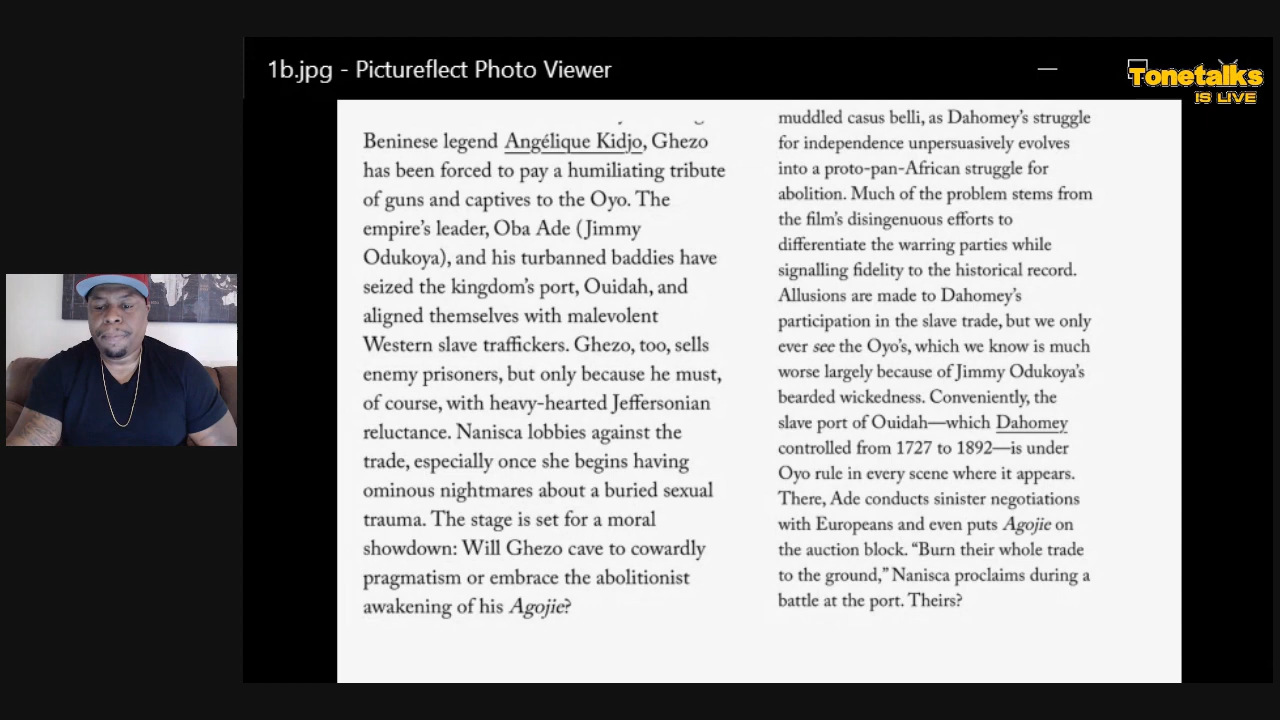 1b.jpg - Pictureflect Photo Viewer
Tonetalks
IS LIVE
Beninese legend Angélique Kidjo, Ghezo
has been forced to pay a humiliating tribute
of guns and captives to the Oyo. The
empire's leader, Oba Ade (Jimmy
Odukoya), and his turbanned baddies have
seized the kingdom's port, Ouidah, and
aligned themselves with malevolent
Western slave traffickers. Ghezo, too, sells
enemy prisoners, but only because he must,
of course, with heavy-hearted Jeffersonian
reluctance. Nanisca lobbies against the
trade, especially once she begins having
ominous nightmares about a buried sexual
trauma. The stage is set for a moral
showdown: Will Ghezo cave to cowardly
pragmatism or embrace the abolitionist
awakening of his Agojie?
muddled casus belli, as Dahomey's struggle
for independence unpersuasively evolves
into a proto-pan-African struggle for
abolition. Much of the problem stems from
the film's disingenuous efforts to
differentiate the warring parties while
signalling fidelity to the historical record.
Allusions are made to Dahomey's
participation in the slave trade, but we only
ever see the Oyo's, which we know is much
worse largely because of Jimmy Odukoya's
bearded wickedness. Conveniently, the
slave port of Ouidah—which Dahomey
controlled from 1727 to 1892—is under
Oyo rule in every scene where it appears.
There, Ade conducts sinister negotiations
with Europeans and even puts Agojie on
the auction block. “Burn their whole trade
to the ground,” Nanisca proclaims during a
battle at the port. Theirs?